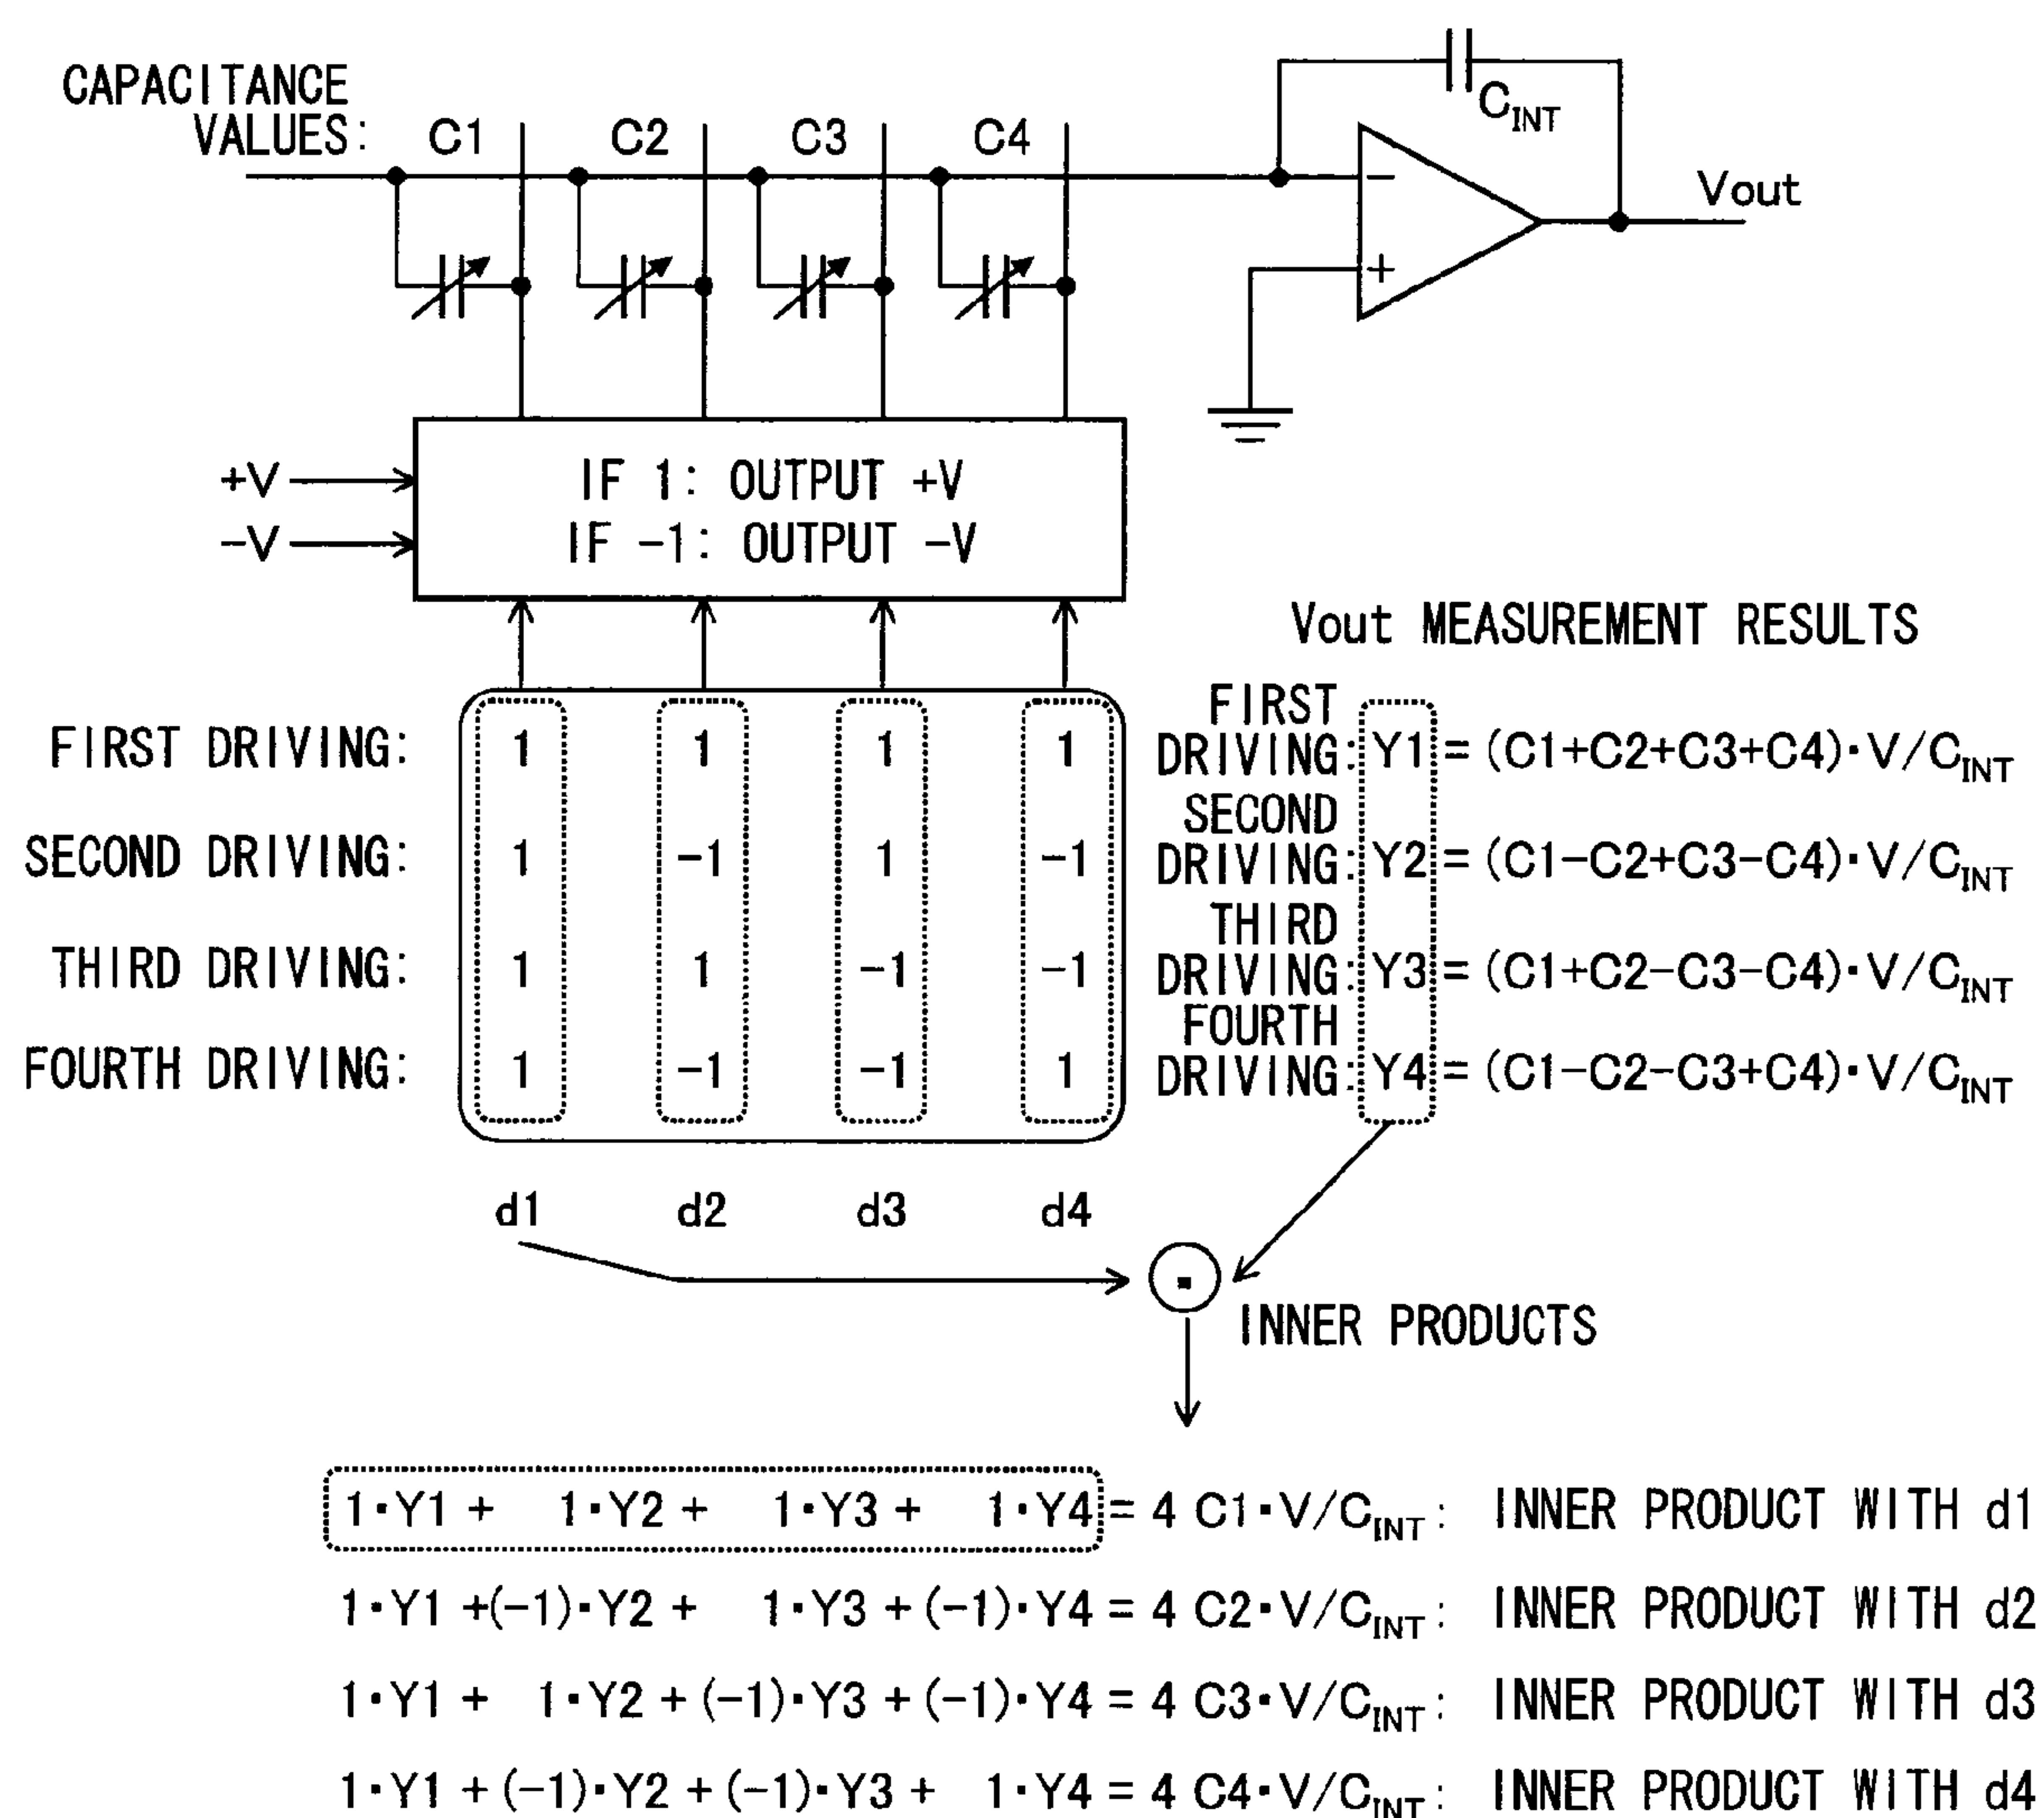 CAPACITANCE
VALUES: C1 C2 C3 C4
C_INT
−
+
Vout
+V
-V
IF 1: OUTPUT +V
IF -1: OUTPUT -V
Vout MEASUREMENT RESULTS
FIRST DRIVING: 1 1 1 1
SECOND DRIVING: 1 -1 1 -1
THIRD DRIVING: 1 1 -1 -1
FOURTH DRIVING: 1 -1 -1 1
FIRST
DRIVING: Y1 = (C1+C2+C3+C4)·V/C_INT
SECOND
DRIVING: Y2 = (C1-C2+C3-C4)·V/C_INT
THIRD
DRIVING: Y3 = (C1+C2-C3-C4)·V/C_INT
FOURTH
DRIVING: Y4 = (C1-C2-C3+C4)·V/C_INT
d1 d2 d3 d4
INNER PRODUCTS
1·Y1 + 1·Y2 + 1·Y3 + 1·Y4 = 4 C1·V/C_INT: INNER PRODUCT WITH d1
1·Y1 +(-1)·Y2 + 1·Y3 + (-1)·Y4 = 4 C2·V/C_INT: INNER PRODUCT WITH d2
1·Y1 + 1·Y2 + (-1)·Y3 + (-1)·Y4 = 4 C3·V/C_INT: INNER PRODUCT WITH d3
1·Y1 + (-1)·Y2 + (-1)·Y3 + 1·Y4 = 4 C4·V/C_INT: INNER PRODUCT WITH d4